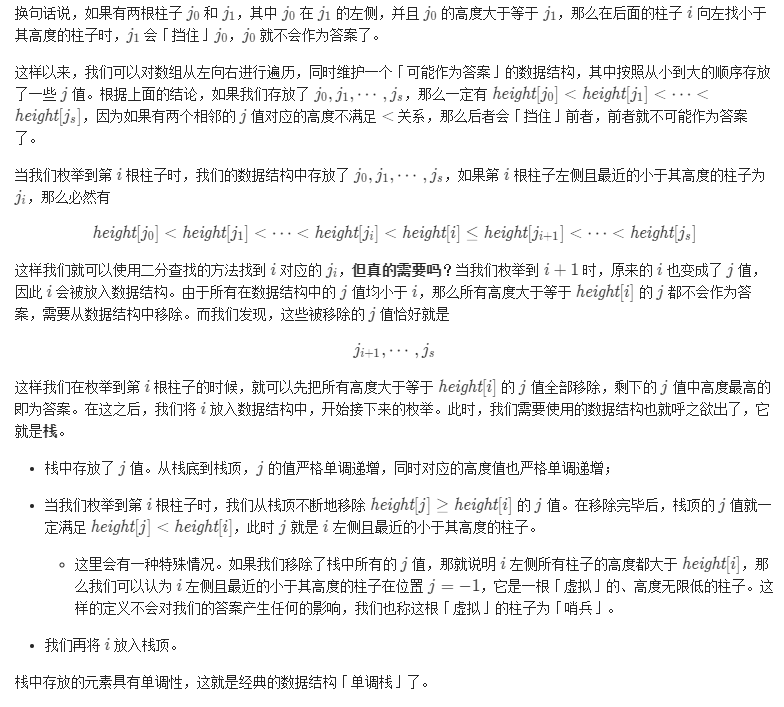 换句话说，如果有两根柱子 j₀ 和 j₁，其中 j₀ 在 j₁ 的左侧，并且 j₀ 的高度大于等于 j₁，那么在后面的柱子 i 向左找小于
其高度的柱子时，j₁ 会「挡住」j₀，j₀ 就不会作为答案了。
这样以来，我们可以对数组从左向右进行遍历，同时维护一个「可能作为答案」的数据结构，其中按照从小到大的顺序存放
了一些 j 值。根据上面的结论，如果我们存放了 j₀, j₁, ⋯, jₛ，那么一定有 height[j₀] < height[j₁] < ⋯ <
height[jₛ]，因为如果有两个相邻的 j 值对应的高度不满足 < 关系，那么后者会「挡住」前者，前者就不可能作为答案
了。
当我们枚举到第 i 根柱子时，我们的数据结构中存放了 j₀, j₁, ⋯, jₛ，如果第 i 根柱子左侧且最近的小于其高度的柱子为
jᵢ，那么必然有
height[j₀] < height[j₁] < ⋯ < height[jᵢ] < height[i] ≤ height[jᵢ₊₁] < ⋯ < height[jₛ]
这样我们就可以使用二分查找的方法找到 i 对应的 jᵢ，但真的需要吗？当我们枚举到 i + 1 时，原来的 i 也变成了 j 值，
因此 i 会被放入数据结构。由于所有在数据结构中的 j 值均小于 i，那么所有高度大于等于 height[i] 的 j 都不会作为答
案，需要从数据结构中移除。而我们发现，这些被移除的 j 值恰好就是
jᵢ₊₁, ⋯, jₛ
这样我们在枚举到第 i 根柱子的时候，就可以先把所有高度大于等于 height[i] 的 j 值全部移除，剩下的 j 值中高度最高的
即为答案。在这之后，我们将 i 放入数据结构中，开始接下来的枚举。此时，我们需要使用的数据结构也就呼之欲出了，它
就是栈。
• 栈中存放了 j 值。从栈底到栈顶，j 的值严格单调递增，同时对应的高度值也严格单调递增；
• 当我们枚举到第 i 根柱子时，我们从栈顶不断地移除 height[j] ≥ height[i] 的 j 值。在移除完毕后，栈顶的 j 值就一
定满足 height[j] < height[i]，此时 j 就是 i 左侧且最近的小于其高度的柱子。
◦ 这里会有一种特殊情况。如果我们移除了栈中所有的 j 值，那就说明 i 左侧所有柱子的高度都大于 height[i]，那
么我们可以认为 i 左侧且最近的小于其高度的柱子在位置 j = −1，它是一根「虚拟」的、高度无限低的柱子。这
样的定义不会对我们的答案产生任何的影响，我们也称这根「虚拟」的柱子为「哨兵」。
• 我们再将 i 放入栈顶。
栈中存放的元素具有单调性，这就是经典的数据结构「单调栈」了。